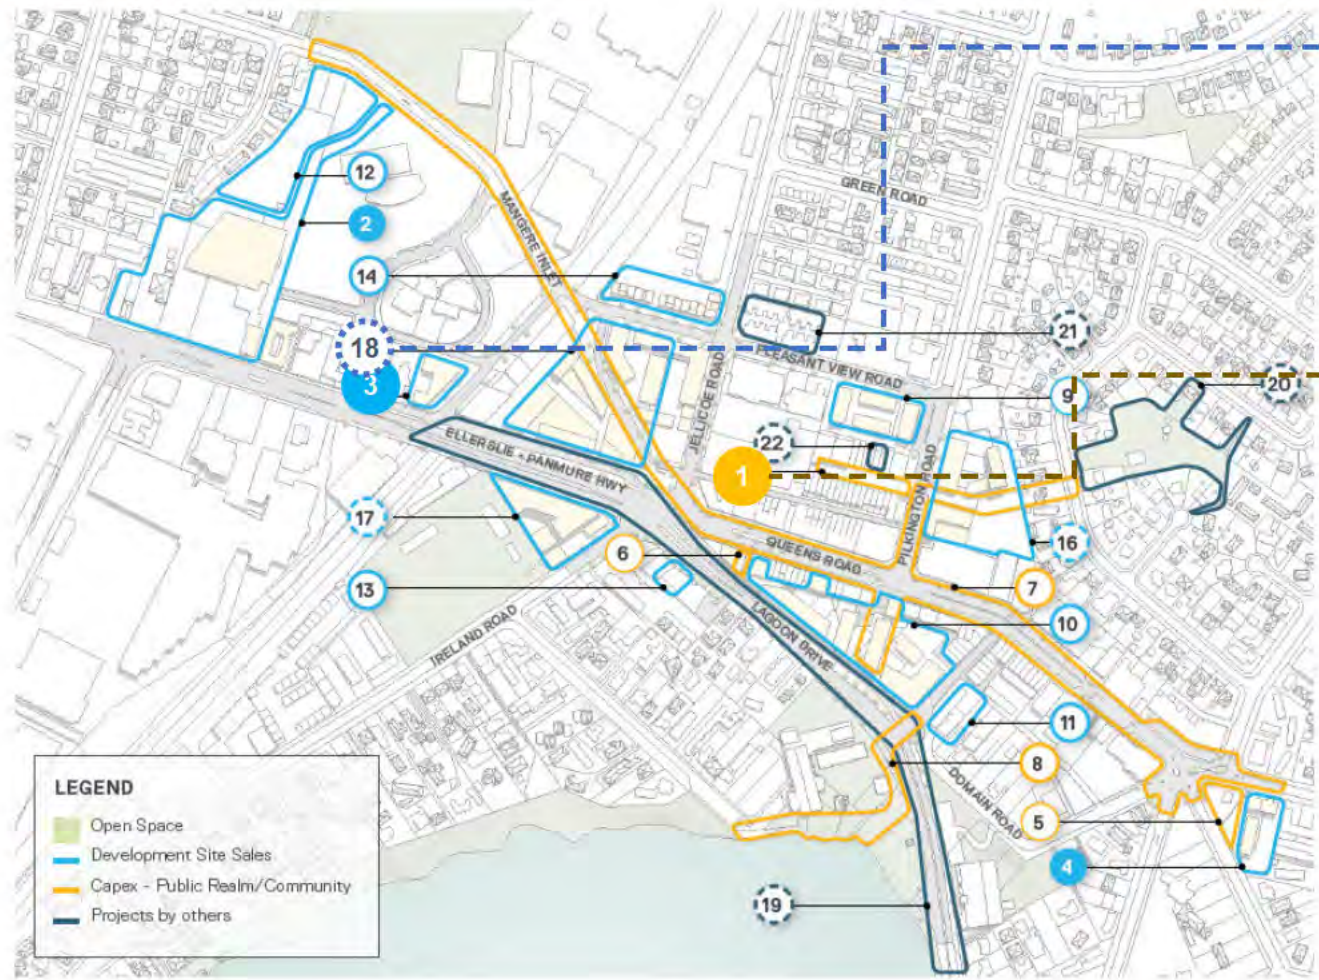 12
2
14
18
3
17
6
13
MANGERE INLET
GREEN ROAD
21
PLEASANT VIEW ROAD
JELLICOE ROAD
9
20
22
1
ELLERSLIE - PANMURE HWY
PILKINGTON ROAD
16
QUEENS ROAD
7
10
IRELAND ROAD
LAGOON DRIVE
11
8
DOMAIN ROAD
5
4
19
LEGEND
Open Space
Development Site Sales
Capex - Public Realm/Community
Projects by others